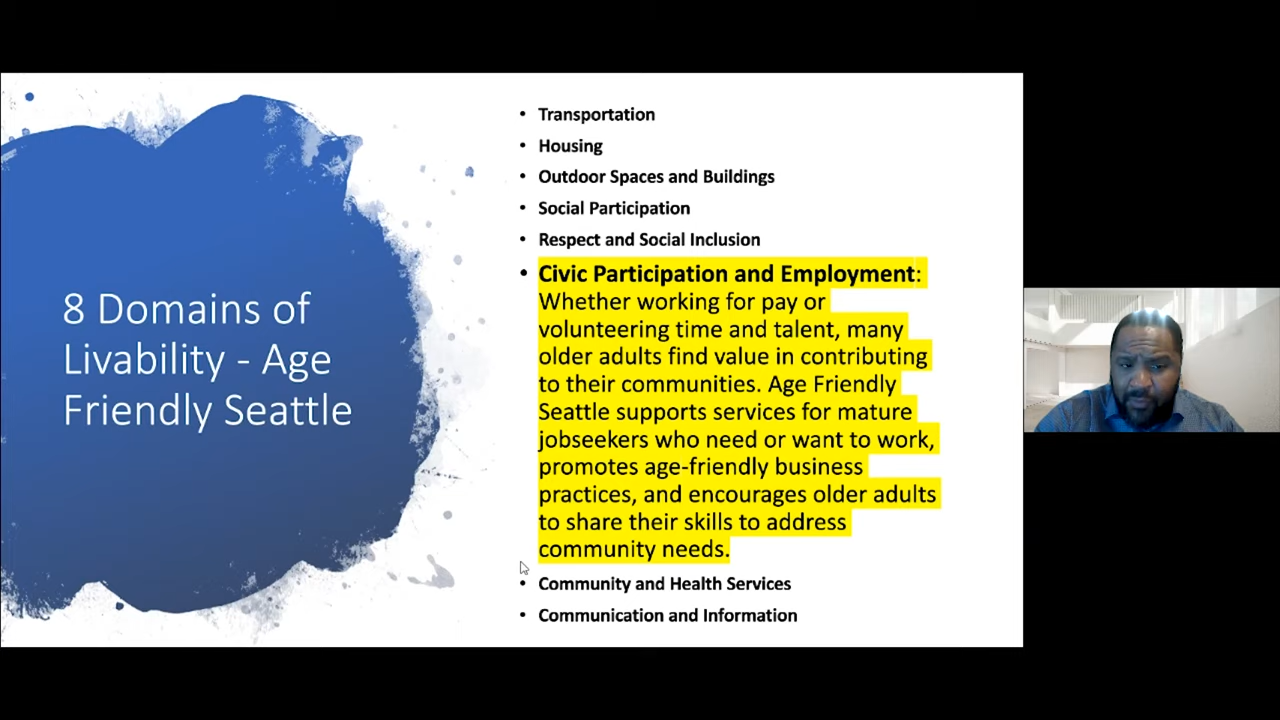 8 Domains of
Livability - Age
Friendly Seattle
• Transportation
• Housing
• Outdoor Spaces and Buildings
• Social Participation
• Respect and Social Inclusion
• Civic Participation and Employment:
Whether working for pay or
volunteering time and talent, many
older adults find value in contributing
to their communities. Age Friendly
Seattle supports services for mature
jobseekers who need or want to work,
promotes age-friendly business
practices, and encourages older adults
to share their skills to address
community needs.
• Community and Health Services
• Communication and Information